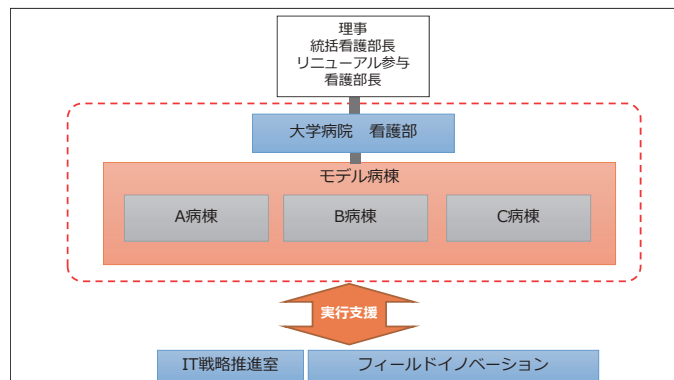 理事
統括看護部長
リニューアル参与
看護部長
大学病院　看護部
モデル病棟
A病棟
B病棟
C病棟
実行支援
IT戦略推進室
フィールドイノベーション